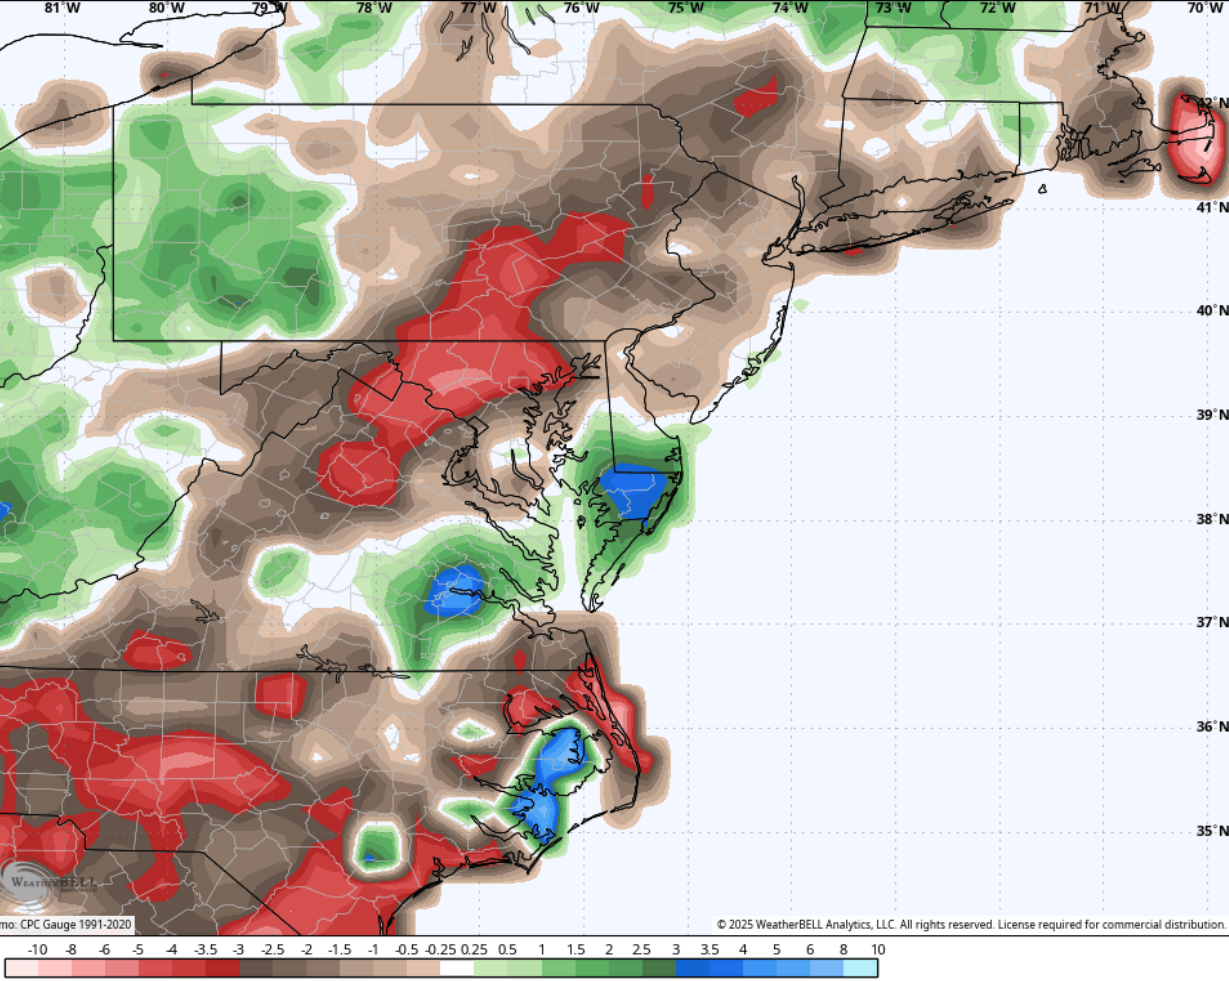 81°W 80°W 79°W 78°W 77°W 76°W 75°W 74°W 73°W 72°W 71°W 70°W
42°N
41°N
40°N
39°N
38°N
37°N
36°N
35°N
WEATHERBELL
mo: CPC Gauge 1991-2020
© 2025 WeatherBELL Analytics, LLC. All rights reserved. License required for commercial distribution.
-10 -8 -6 -5 -4 -3.5 -3 -2.5 -2 -1.5 -1 -0.5 -0.25 0.25 0.5 1 1.5 2 2.5 3 3.5 4 5 6 8 10